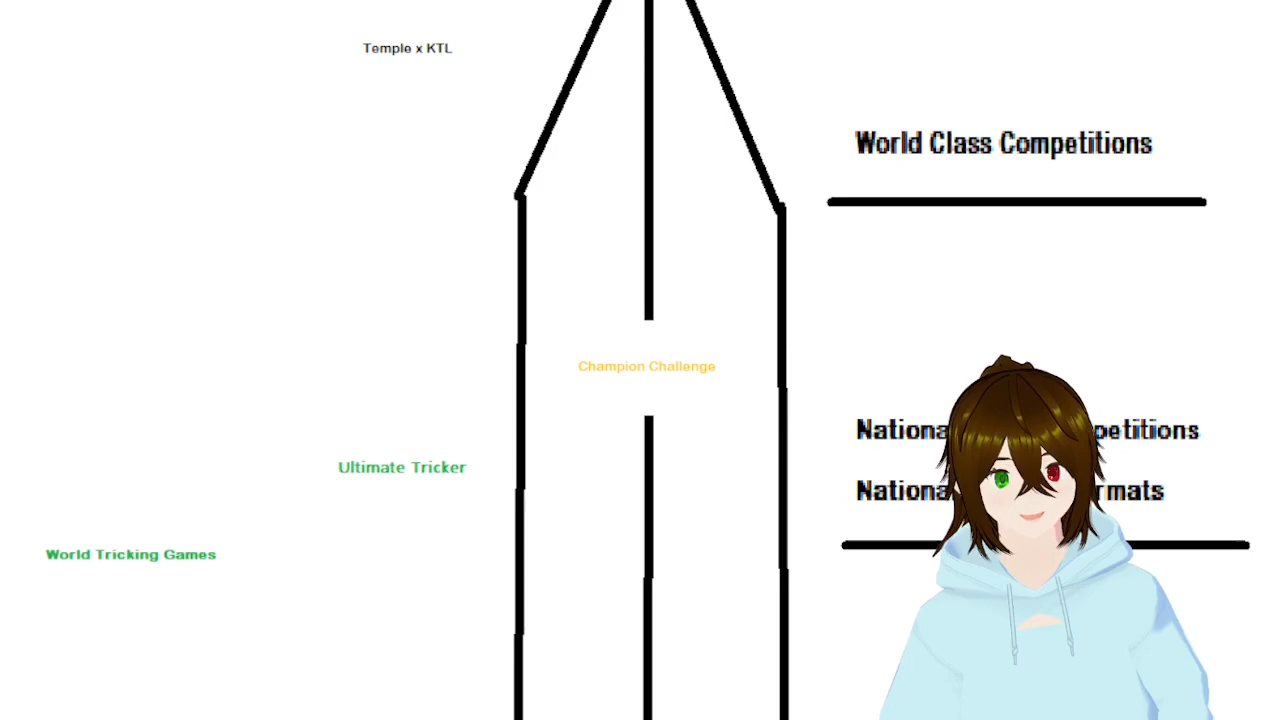 Temple x KTL
World Class Competitions
Champion Challenge
Ultimate Tricker
World Tricking Games